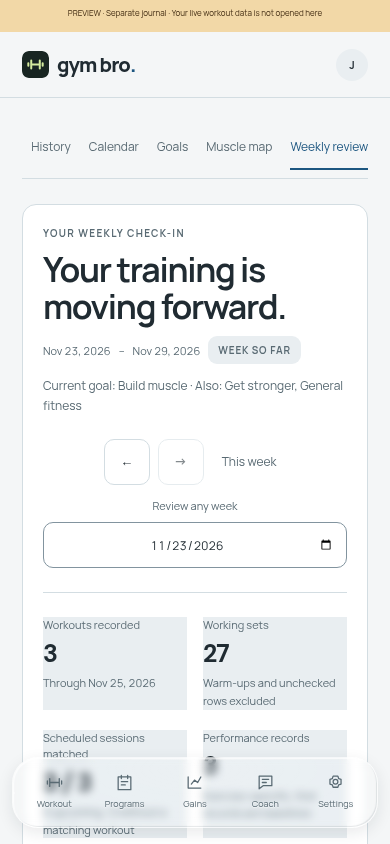 PREVIEW · Separate journal · Your live workout data is not opened here
gym bro.
J
History Calendar Goals Muscle map Weekly review
YOUR WEEKLY CHECK-IN
Your training is
moving forward.
Nov 23, 2026 – Nov 29, 2026 WEEK SO FAR
Current goal: Build muscle · Also: Get stronger, General
fitness
← → This week
Review any week
11/23/2026
Workouts recorded
3
Through Nov 25, 2026
Working sets
27
Warm-ups and unchecked
rows excluded
Scheduled sessions
matched
Performance records
Workout Programs Gains Coach Settings
matching workout